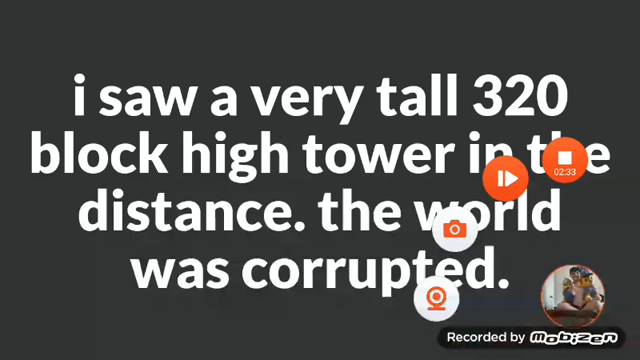 i saw a very tall 320
block high tower in the
distance. the world
was corrupted.
02:33
Recorded by Mobizen